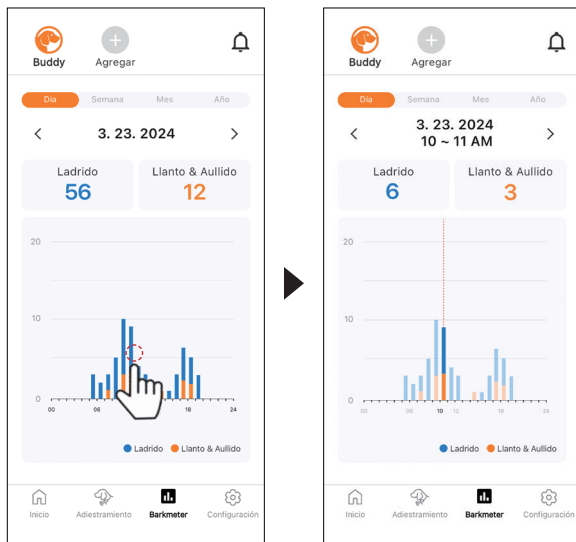 Buddy Agregar
Día Semana Mes Año
< 3. 23. 2024 >
Ladrido Llanto & Aullido
56 12
20
10
0
00 06 18 24
Ladrido Llanto & Aullido
Inicio Adiestramiento Barkmeter Configuración
Buddy Agregar
Día Semana Mes Año
< 3. 23. 2024 >
10 ~ 11 AM
Ladrido Llanto & Aullido
6 3
20
10
0
00 06 10 12 18 24
Ladrido Llanto & Aullido
Inicio Adiestramiento Barkmeter Configuración